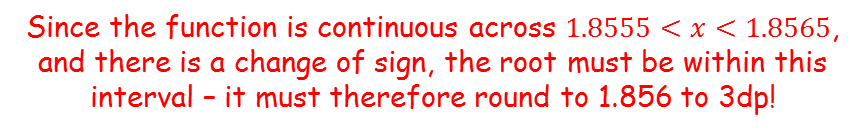 Since the function is continuous across 1.8555 < x < 1.8565,
and there is a change of sign, the root must be within this
interval – it must therefore round to 1.856 to 3dp!